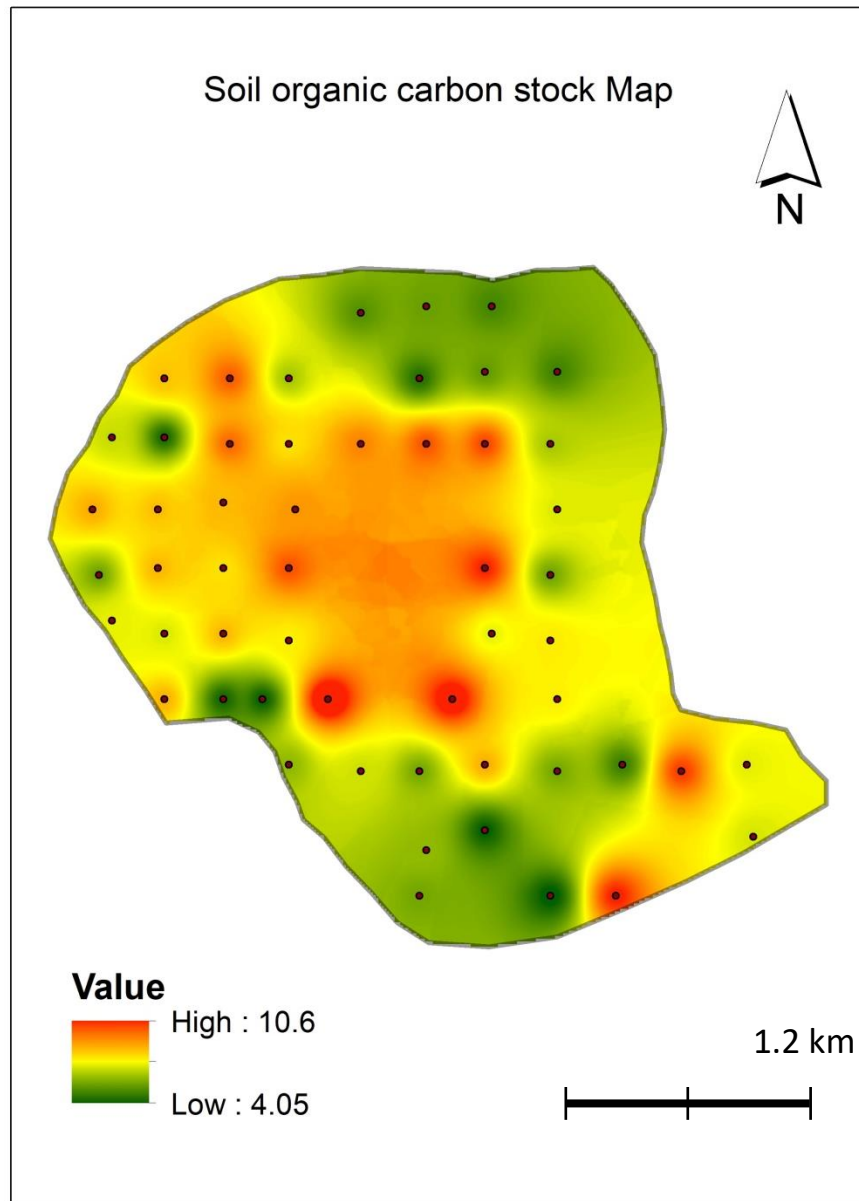 Soil organic carbon stock Map
N
Value
High : 10.6
Low : 4.05
1.2 km